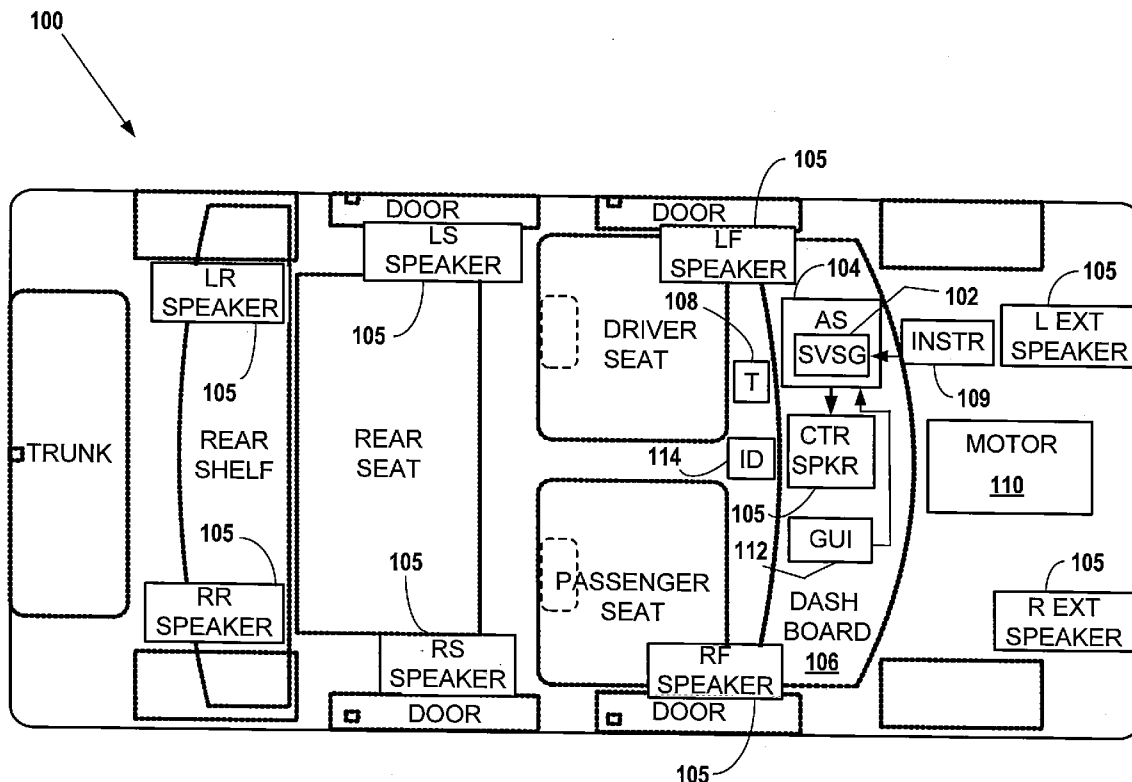 100
105
DOOR
DOOR
LS
SPEAKER
LF
SPEAKER
104
102
105
LR
SPEAKER
105
108
AS
SVSG
INSTR
L EXT
SPEAKER
105
DRIVER
SEAT
T
109
TRUNK
REAR
SHELF
REAR
SEAT
114
ID
CTR
SPKR
MOTOR
110
105
105
105
112
GUI
105
RR
SPEAKER
PASSENGER
SEAT
DASH
BOARD
106
R EXT
SPEAKER
RS
SPEAKER
RF
SPEAKER
DOOR
DOOR
105